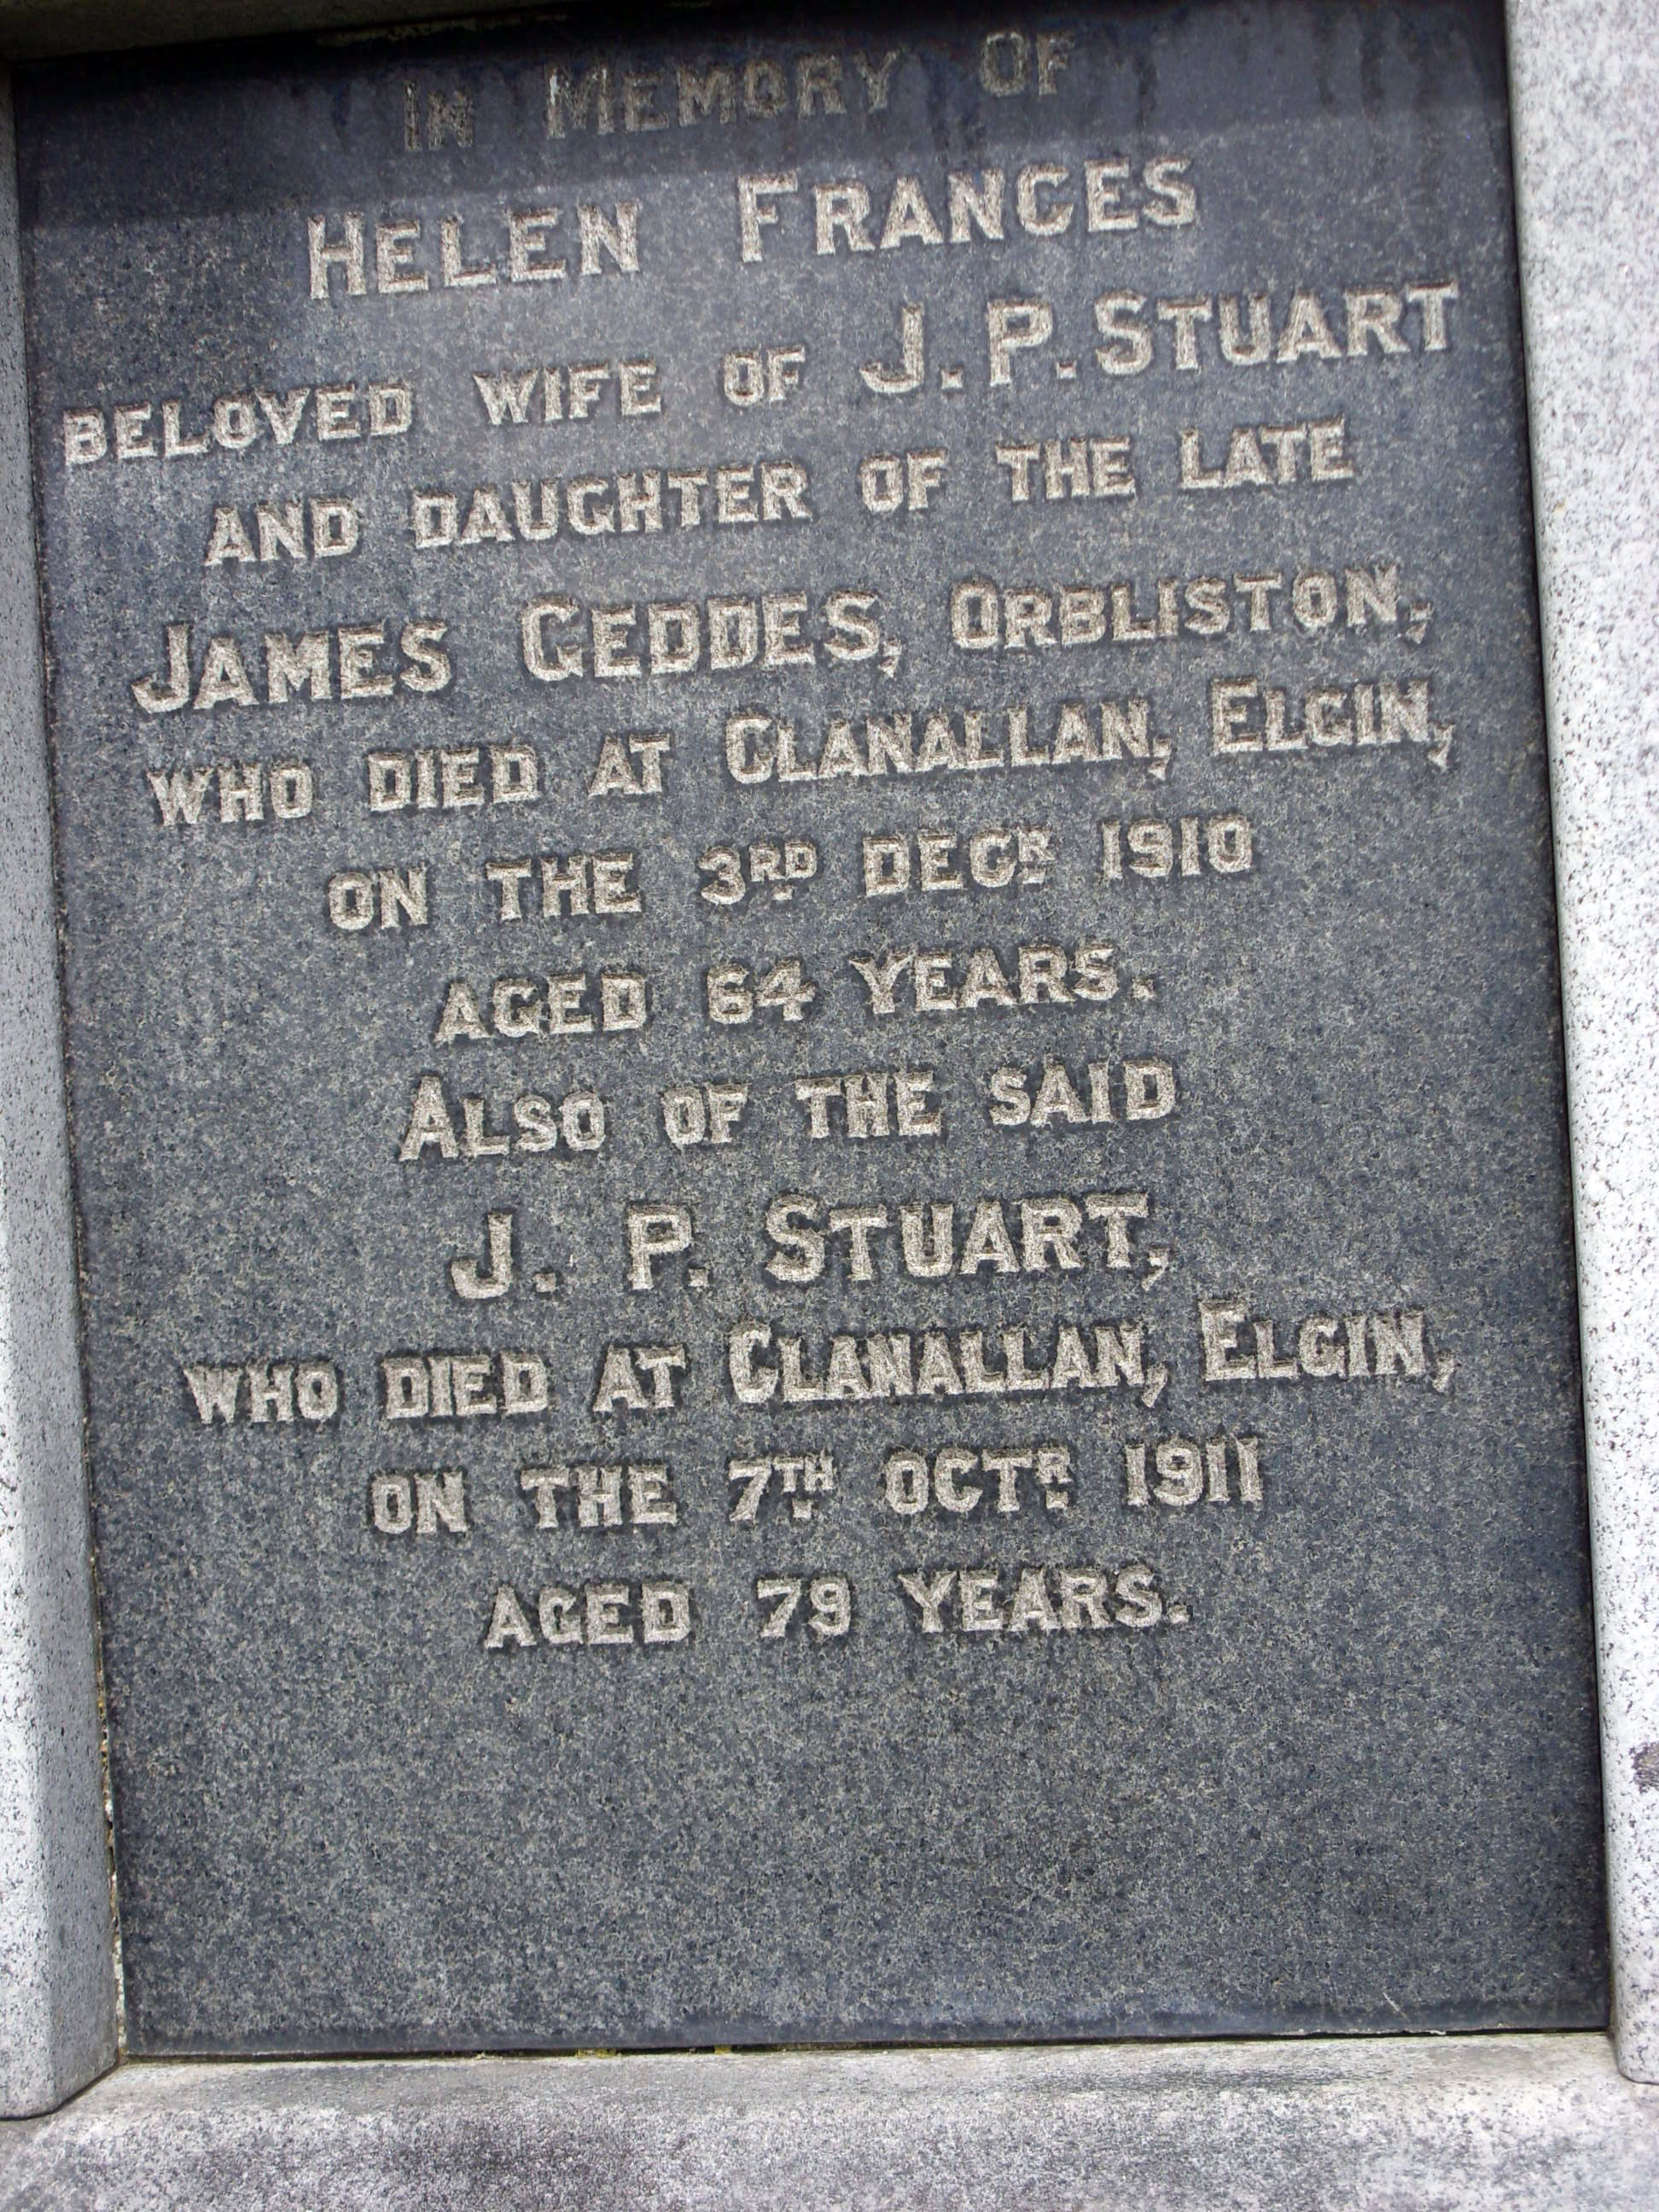 IN MEMORY OF
HELEN FRANCES
BELOVED WIFE OF J. P. STUART
AND DAUGHTER OF THE LATE
JAMES GEDDES, ORBLISTON,
WHO DIED AT CLANALLAN, ELGIN,
ON THE 3RD DECR 1910
AGED 64 YEARS.
ALSO OF THE SAID
J. P. STUART,
WHO DIED AT CLANALLAN, ELGIN,
ON THE 7TH OCTR 1911
AGED 79 YEARS.